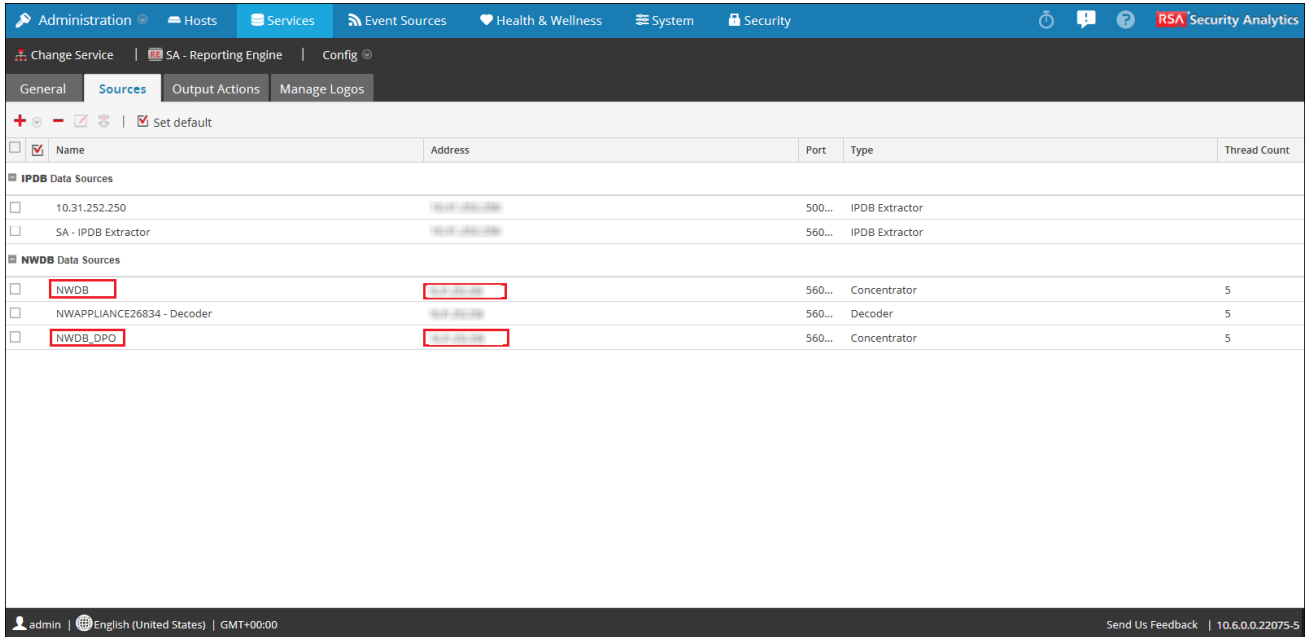 Administration Hosts Services Event Sources Health & Wellness System Security RSA Security Analytics
Change Service | RE SA - Reporting Engine | Config
General Sources Output Actions Manage Logos
Set default
Name Address Port Type Thread Count
IPDB Data Sources
10.31.252.250 500... IPDB Extractor
SA - IPDB Extractor 560... IPDB Extractor
NWDB Data Sources
NWDB 560... Concentrator 5
NWAPPLIANCE26834 - Decoder 560... Decoder 5
NWDB_DPO 560... Concentrator 5
admin | English (United States) | GMT+00:00 Send Us Feedback | 10.6.0.0.22075-5